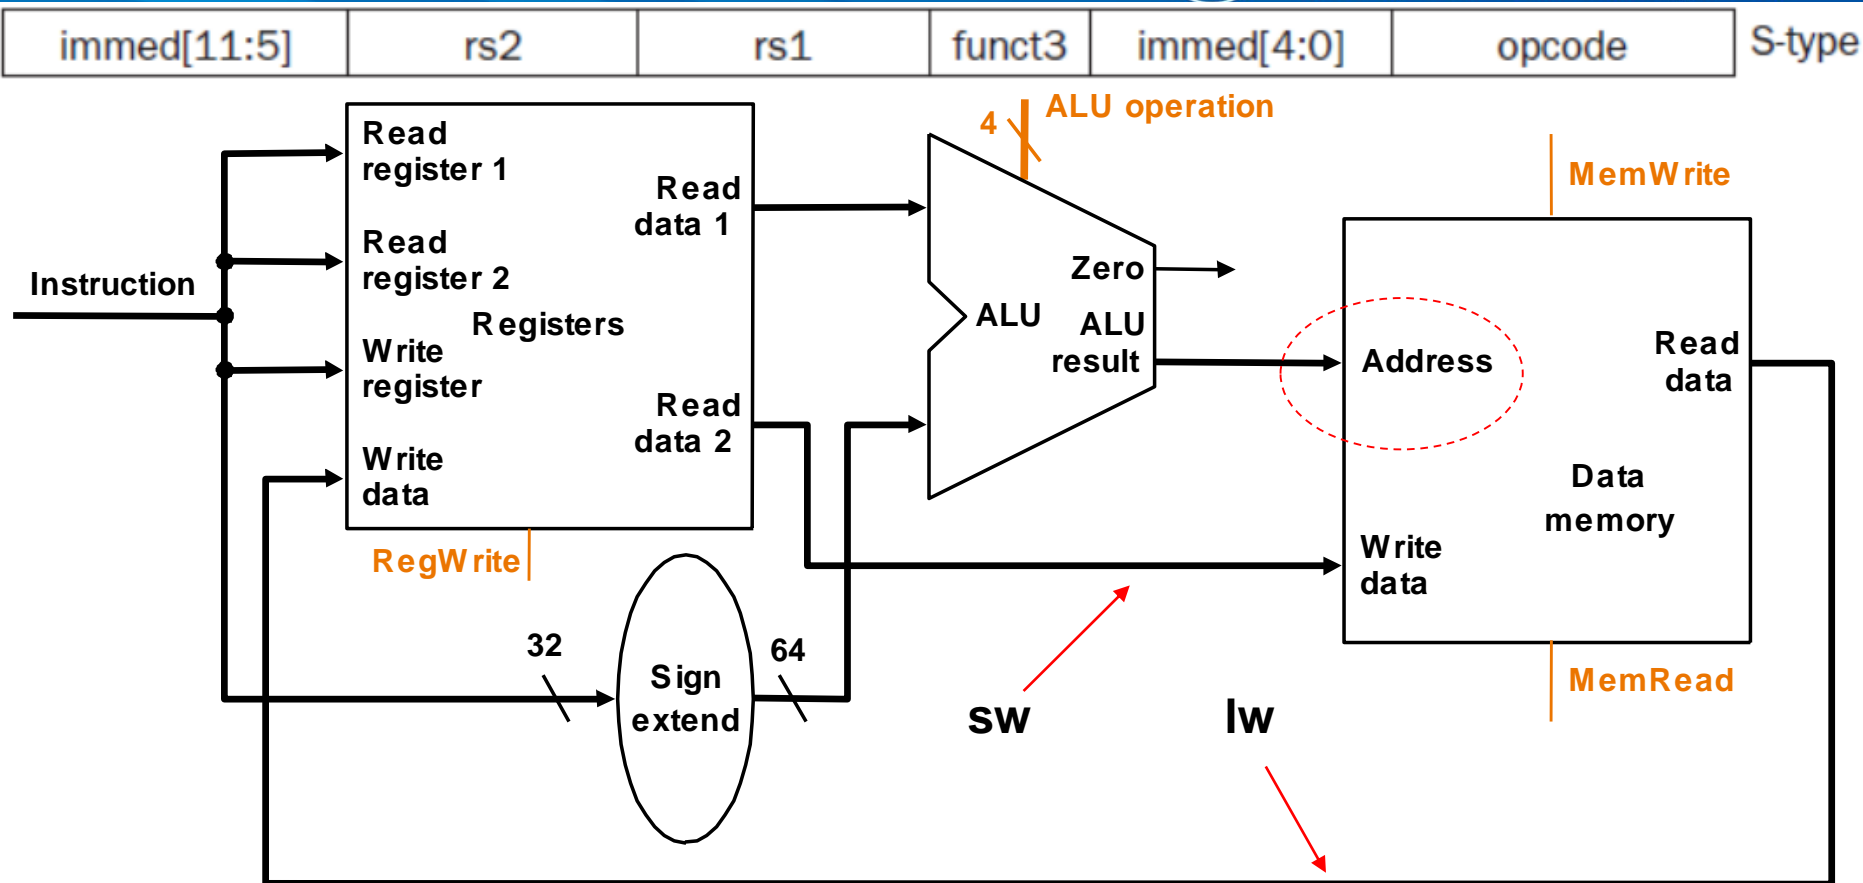 immed[11:5] rs2 rs1 funct3 immed[4:0] opcode S-type
ALU operation
4
Read
register 1
MemWrite
Read
data 1
Read
register 2
Instruction
Zero
Registers
ALU
ALU
result
Write
register
Address
Read
data
Read
data 2
Write
data
Data
memory
RegWrite
Write
data
32
64
Sign
extend
MemRead
sw
lw